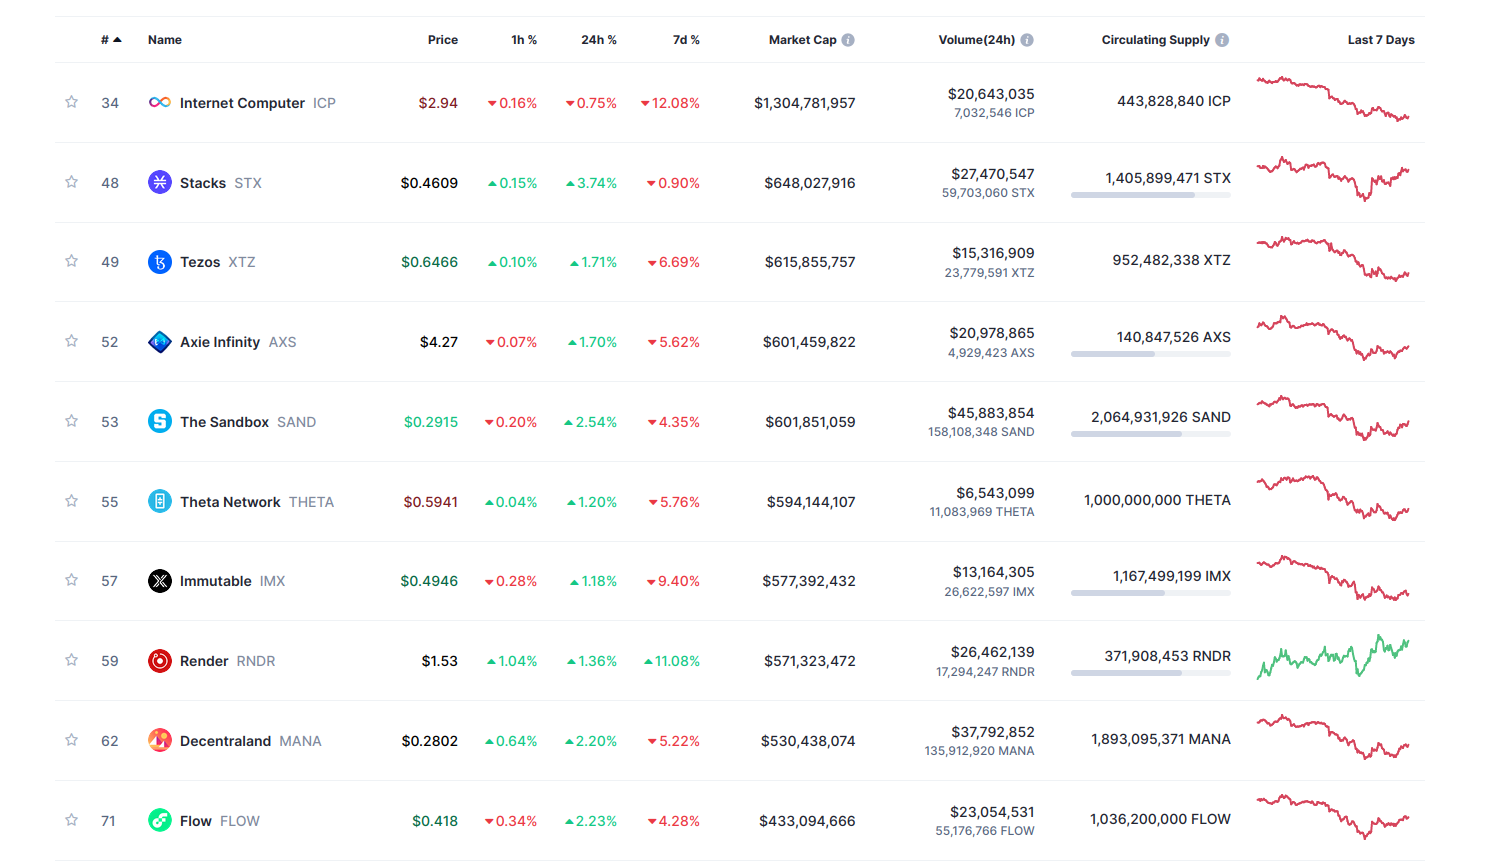 # Name Price 1h % 24h % 7d % Market Cap Volume(24h) Circulating Supply Last 7 Days
34 Internet Computer ICP $2.94 0.16% 0.75% 12.08% $1,304,781,957 $20,643,035 443,828,840 ICP
7,032,546 ICP
48 Stacks STX $0.4609 0.15% 3.74% 0.90% $648,027,916 $27,470,547 1,405,899,471 STX
59,703,060 STX
49 Tezos XTZ $0.6466 0.10% 1.71% 6.69% $615,855,757 $15,316,909 952,482,338 XTZ
23,779,591 XTZ
52 Axie Infinity AXS $4.27 0.07% 1.70% 5.62% $601,459,822 $20,978,865 140,847,526 AXS
4,929,423 AXS
53 The Sandbox SAND $0.2915 0.20% 2.54% 4.35% $601,851,059 $45,883,854 2,064,931,926 SAND
158,108,348 SAND
55 Theta Network THETA $0.5941 0.04% 1.20% 5.76% $594,144,107 $6,543,099 1,000,000,000 THETA
11,083,969 THETA
57 Immutable IMX $0.4946 0.28% 1.18% 9.40% $577,392,432 $13,164,305 1,167,499,199 IMX
26,622,597 IMX
59 Render RNDR $1.53 1.04% 1.36% 11.08% $571,323,472 $26,462,139 371,908,453 RNDR
17,294,247 RNDR
62 Decentraland MANA $0.2802 0.64% 2.20% 5.22% $530,438,074 $37,792,852 1,893,095,371 MANA
135,912,920 MANA
71 Flow FLOW $0.418 0.34% 2.23% 4.28% $433,094,666 $23,054,531 1,036,200,000 FLOW
55,176,766 FLOW